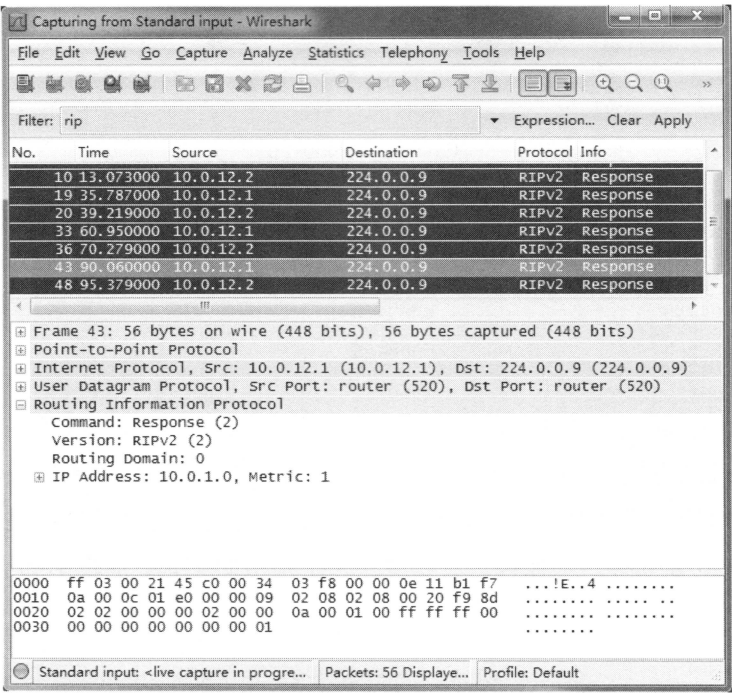 Capturing from Standard input - Wireshark
File Edit View Go Capture Analyze Statistics Telephony Tools Help
Filter: rip Expression... Clear Apply
No. Time Source Destination Protocol Info
10 13.073000 10.0.12.2 224.0.0.9 RIPv2 Response
19 35.787000 10.0.12.1 224.0.0.9 RIPv2 Response
20 39.219000 10.0.12.2 224.0.0.9 RIPv2 Response
33 60.950000 10.0.12.1 224.0.0.9 RIPv2 Response
36 70.279000 10.0.12.2 224.0.0.9 RIPv2 Response
43 90.060000 10.0.12.1 224.0.0.9 RIPv2 Response
48 95.379000 10.0.12.2 224.0.0.9 RIPv2 Response
Frame 43: 56 bytes on wire (448 bits), 56 bytes captured (448 bits)
Point-to-Point Protocol
Internet Protocol, Src: 10.0.12.1 (10.0.12.1), Dst: 224.0.0.9 (224.0.0.9)
User Datagram Protocol, Src Port: router (520), Dst Port: router (520)
Routing Information Protocol
Command: Response (2)
Version: RIPv2 (2)
Routing Domain: 0
IP Address: 10.0.1.0, Metric: 1
0000 ff 03 00 21 45 c0 00 34 03 f8 00 00 0e 11 b1 f7 ...!E..4 ........
0010 0a 00 0c 01 e0 00 00 09 02 08 02 08 00 20 f9 8d ........ ..... ..
0020 02 02 00 00 00 02 00 00 0a 00 01 00 ff ff ff 00 ........ ........
0030 00 00 00 00 00 00 00 01 ........
Standard input: <live capture in progre... Packets: 56 Displaye... Profile: Default